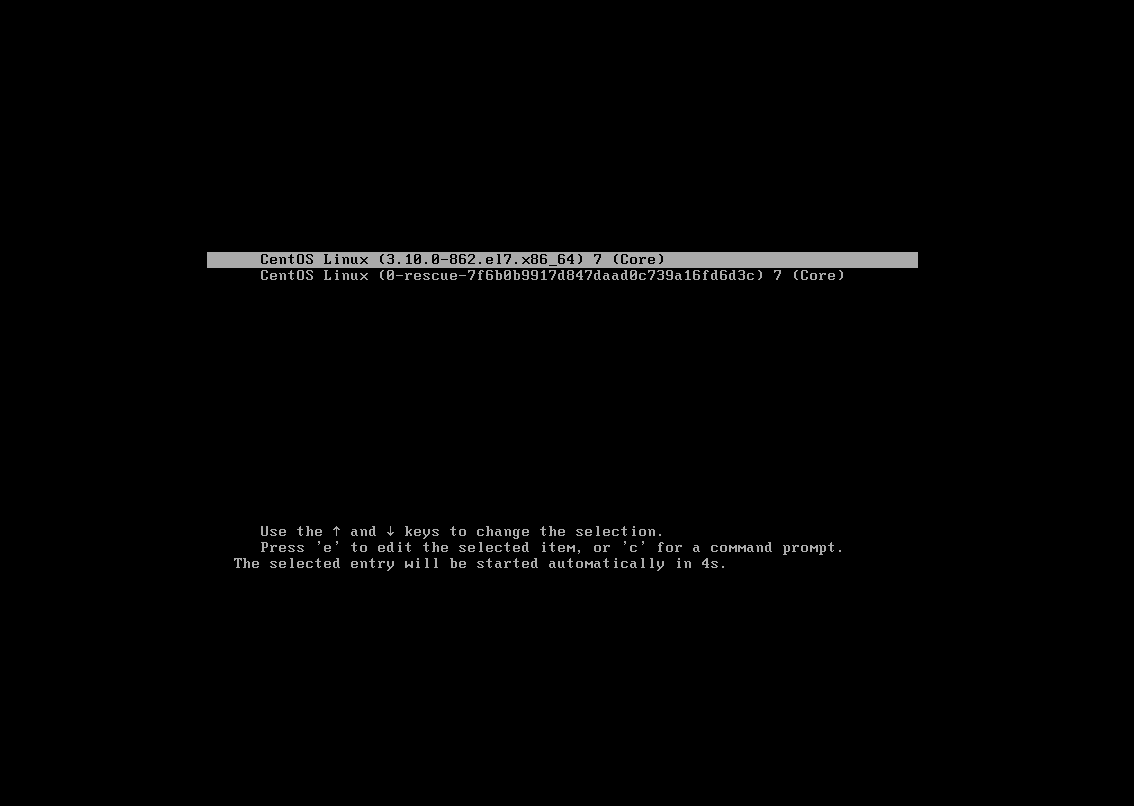 CentOS Linux (3.10.0-862.el7.x86_64) 7 (Core)
CentOS Linux (0-rescue-7f6b0b9917d847daad0c739a16fd6d3c) 7 (Core)
Use the ↑ and ↓ keys to change the selection.
Press 'e' to edit the selected item, or 'c' for a command prompt.
The selected entry will be started automatically in 4s.